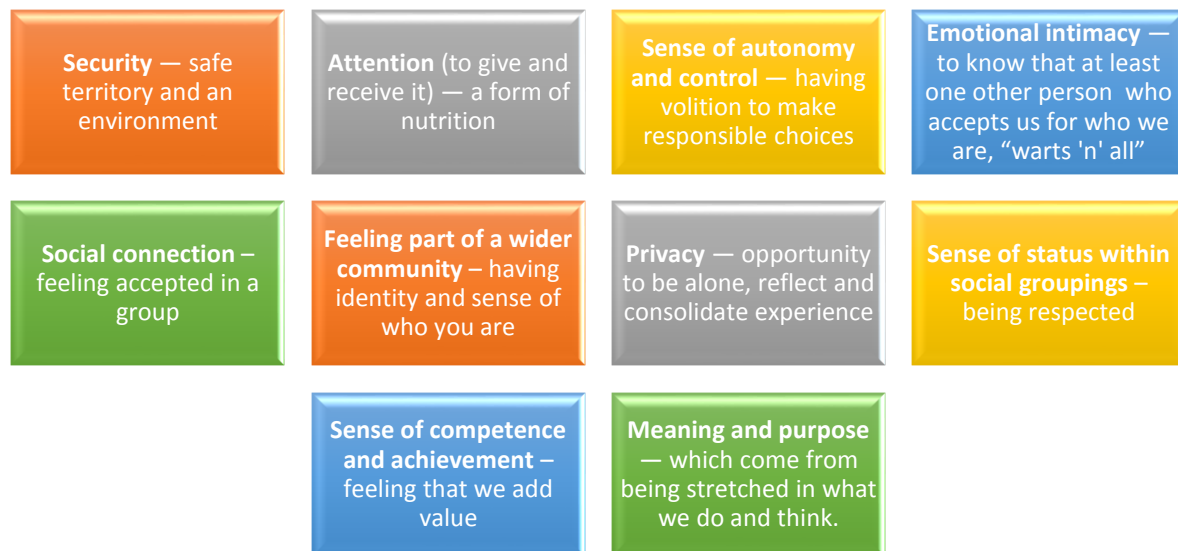 Security — safe
territory and an
environment
Attention (to give and
receive it) — a form of
nutrition
Sense of autonomy
and control — having
volition to make
responsible choices
Emotional intimacy —
to know that at least
one other person  who
accepts us for who we
are, “warts 'n' all”
Social connection –
feeling accepted in a
group
Feeling part of a wider
community – having
identity and sense of
who you are
Privacy — opportunity
to be alone, reflect and
consolidate experience
Sense of status within
social groupings –
being respected
Sense of competence
and achievement –
feeling that we add
value
Meaning and purpose
— which come from
being stretched in what
we do and think.